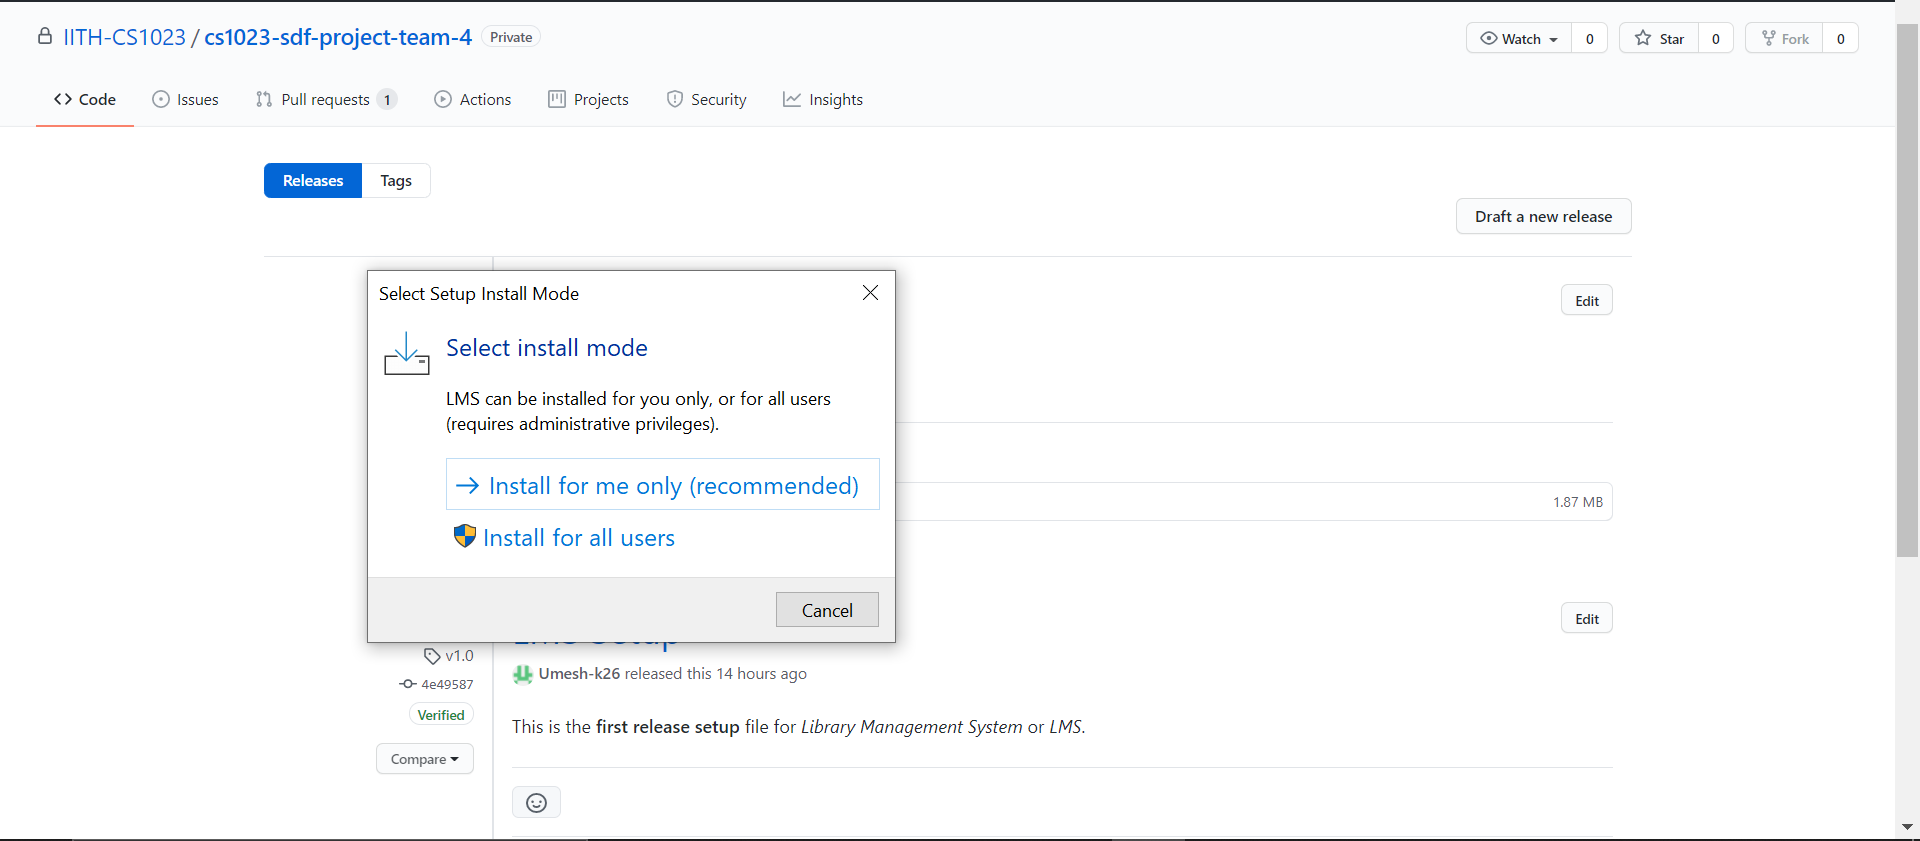 IITH-CS1023 / cs1023-sdf-project-team-4 Private
Watch 0 Star 0 Fork 0
Code Issues Pull requests 1 Actions Projects Security Insights
Releases Tags
Draft a new release
Select Setup Install Mode
Edit
Select install mode
LMS can be installed for you only, or for all users
(requires administrative privileges).
Install for me only (recommended)
1.87 MB
Install for all users
Cancel
Edit
LMS Setup
v1.0
Umesh-k26 released this 14 hours ago
4e49587
Verified
This is the first release setup file for Library Management System or LMS.
Compare